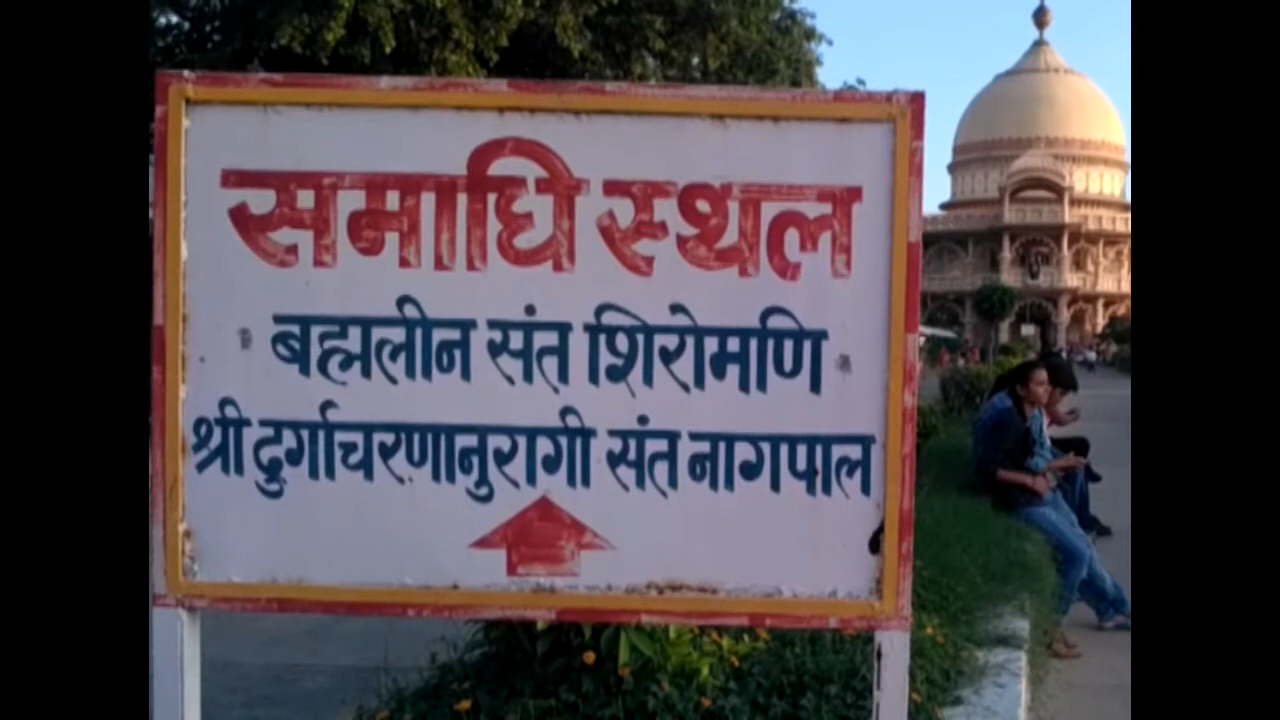 समाधि स्थल
बह्मलीन संत शिरोमणि
श्री दुर्गाचरणानुरागी संत नागपाल